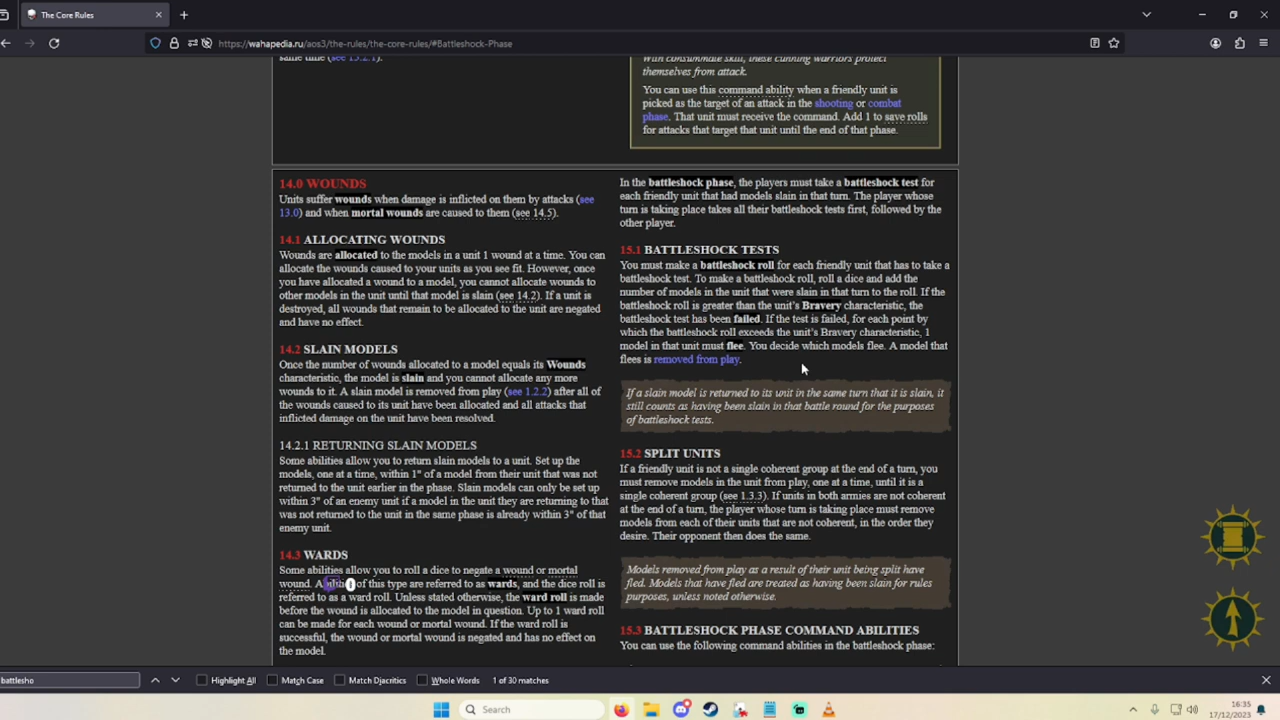 The Core Rules
https://wahapedia.ru/aos3/the-rules/the-core-rules/#Battleshock-Phase
same time (see 15.2.1).
With consummate skill, these cunning warriors protect
themselves from attack.
You can use this command ability when a friendly unit is
picked as the target of an attack in the shooting or combat
phase. That unit must receive the command. Add 1 to save rolls
for attacks that target that unit until the end of that phase.
14.0 WOUNDS
Units suffer wounds when damage is inflicted on them by attacks (see
13.0) and when mortal wounds are caused to them (see 14.5).
14.1 ALLOCATING WOUNDS
Wounds are allocated to the models in a unit 1 wound at a time. You can
allocate the wounds caused to your units as you see fit. However, once
you have allocated a wound to a model, you cannot allocate wounds to
other models in the unit until that model is slain (see 14.2). If a unit is
destroyed, all wounds that remain to be allocated to the unit are negated
and have no effect.
14.2 SLAIN MODELS
Once the number of wounds allocated to a model equals its Wounds
characteristic, the model is slain and you cannot allocate any more
wounds to it. A slain model is removed from play (see 1.2.2) after all of
the wounds caused to its unit have been allocated and all attacks that
inflicted damage on the unit have been resolved.
14.2.1 RETURNING SLAIN MODELS
Some abilities allow you to return slain models to a unit. Set up the
models, one at a time, within 1" of a model from their unit that was not
returned to the unit earlier in the phase. Slain models can only be set up
within 3" of an enemy unit if a model in the unit they are returning to that
was not returned to the unit in the same phase is already within 3" of that
enemy unit.
14.3 WARDS
Some abilities allow you to roll a dice to negate a wound or mortal
wound. of this type are referred to as wards, and the dice roll is
referred to as a ward roll. Unless stated otherwise, the ward roll is made
before the wound is allocated to the model in question. Up to 1 ward roll
can be made for each wound or mortal wound. If the ward roll is
successful, the wound or mortal wound is negated and has no effect on
the model.
In the battleshock phase, the players must take a battleshock test for
each friendly unit that had models slain in that turn. The player whose
turn is taking place takes all their battleshock tests first, followed by the
other player.
15.1 BATTLESHOCK TESTS
You must make a battleshock roll for each friendly unit that has to take a
battleshock test. To make a battleshock roll, roll a dice and add the
number of models in the unit that were slain in that turn to the roll. If the
battleshock roll is greater than the unit's Bravery characteristic, the
battleshock test has been failed. If the test is failed, for each point by
which the battleshock roll exceeds the unit's Bravery characteristic, 1
model in that unit must flee. You decide which models flee. A model that
flees is removed from play.
If a slain model is returned to its unit in the same turn that it is slain, it
still counts as having been slain in that battle round for the purposes
of battleshock tests.
15.2 SPLIT UNITS
If a friendly unit is not a single coherent group at the end of a turn, you
must remove models in the unit from play, one at a time, until it is a
single coherent group (see 1.3.3). If units in both armies are not coherent
at the end of a turn, the player whose turn is taking place must remove
models from each of their units that are not coherent, in the order they
desire. Their opponent then does the same.
Models removed from play as a result of their unit being split have
fled. Models that have fled are treated as having been slain for rules
purposes, unless noted otherwise.
15.3 BATTLESHOCK PHASE COMMAND ABILITIES
You can use the following command abilities in the battleshock phase:
battlesho
Highlight All
Match Case
Match Diacritics
Whole Words
1 of 30 matches
Search
16:35
17/12/2023